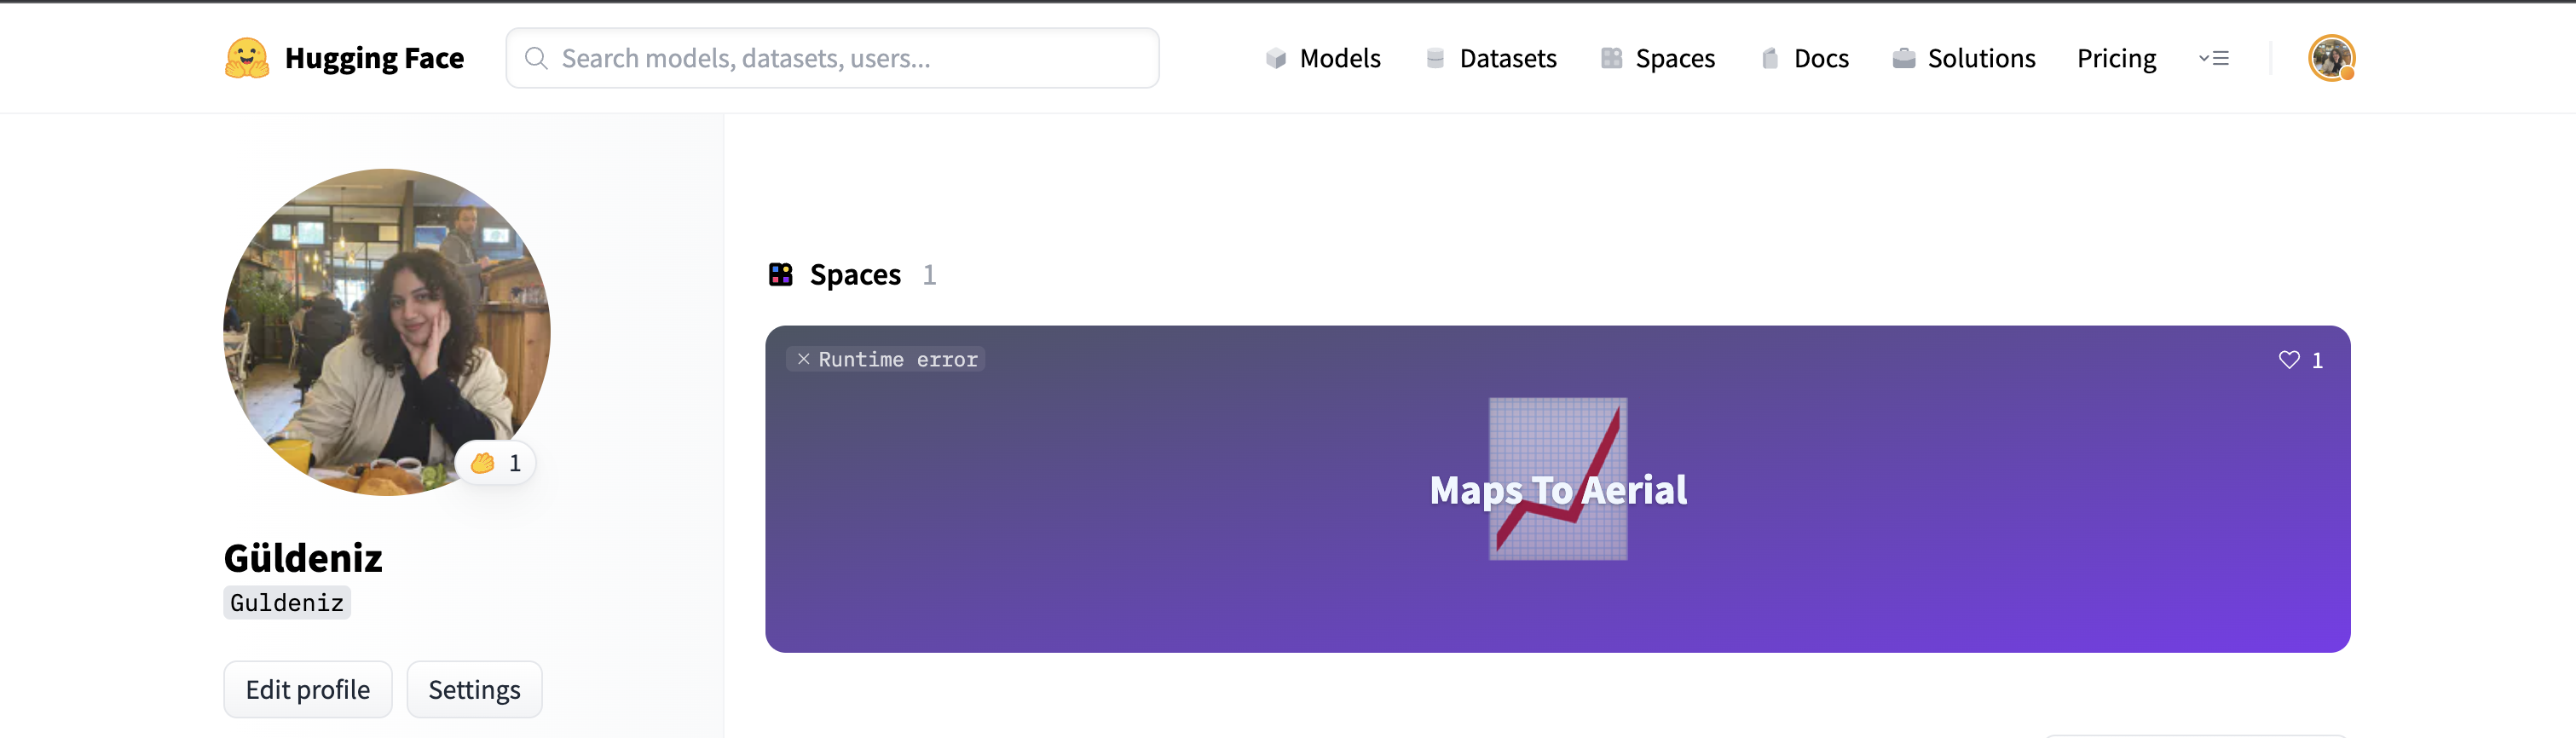 Hugging Face
Search models, datasets, users...
Models
Datasets
Spaces
Docs
Solutions
Pricing
1
Güldeniz
Guldeniz
Edit profile
Settings
Spaces 1
Runtime error
1
Maps To Aerial